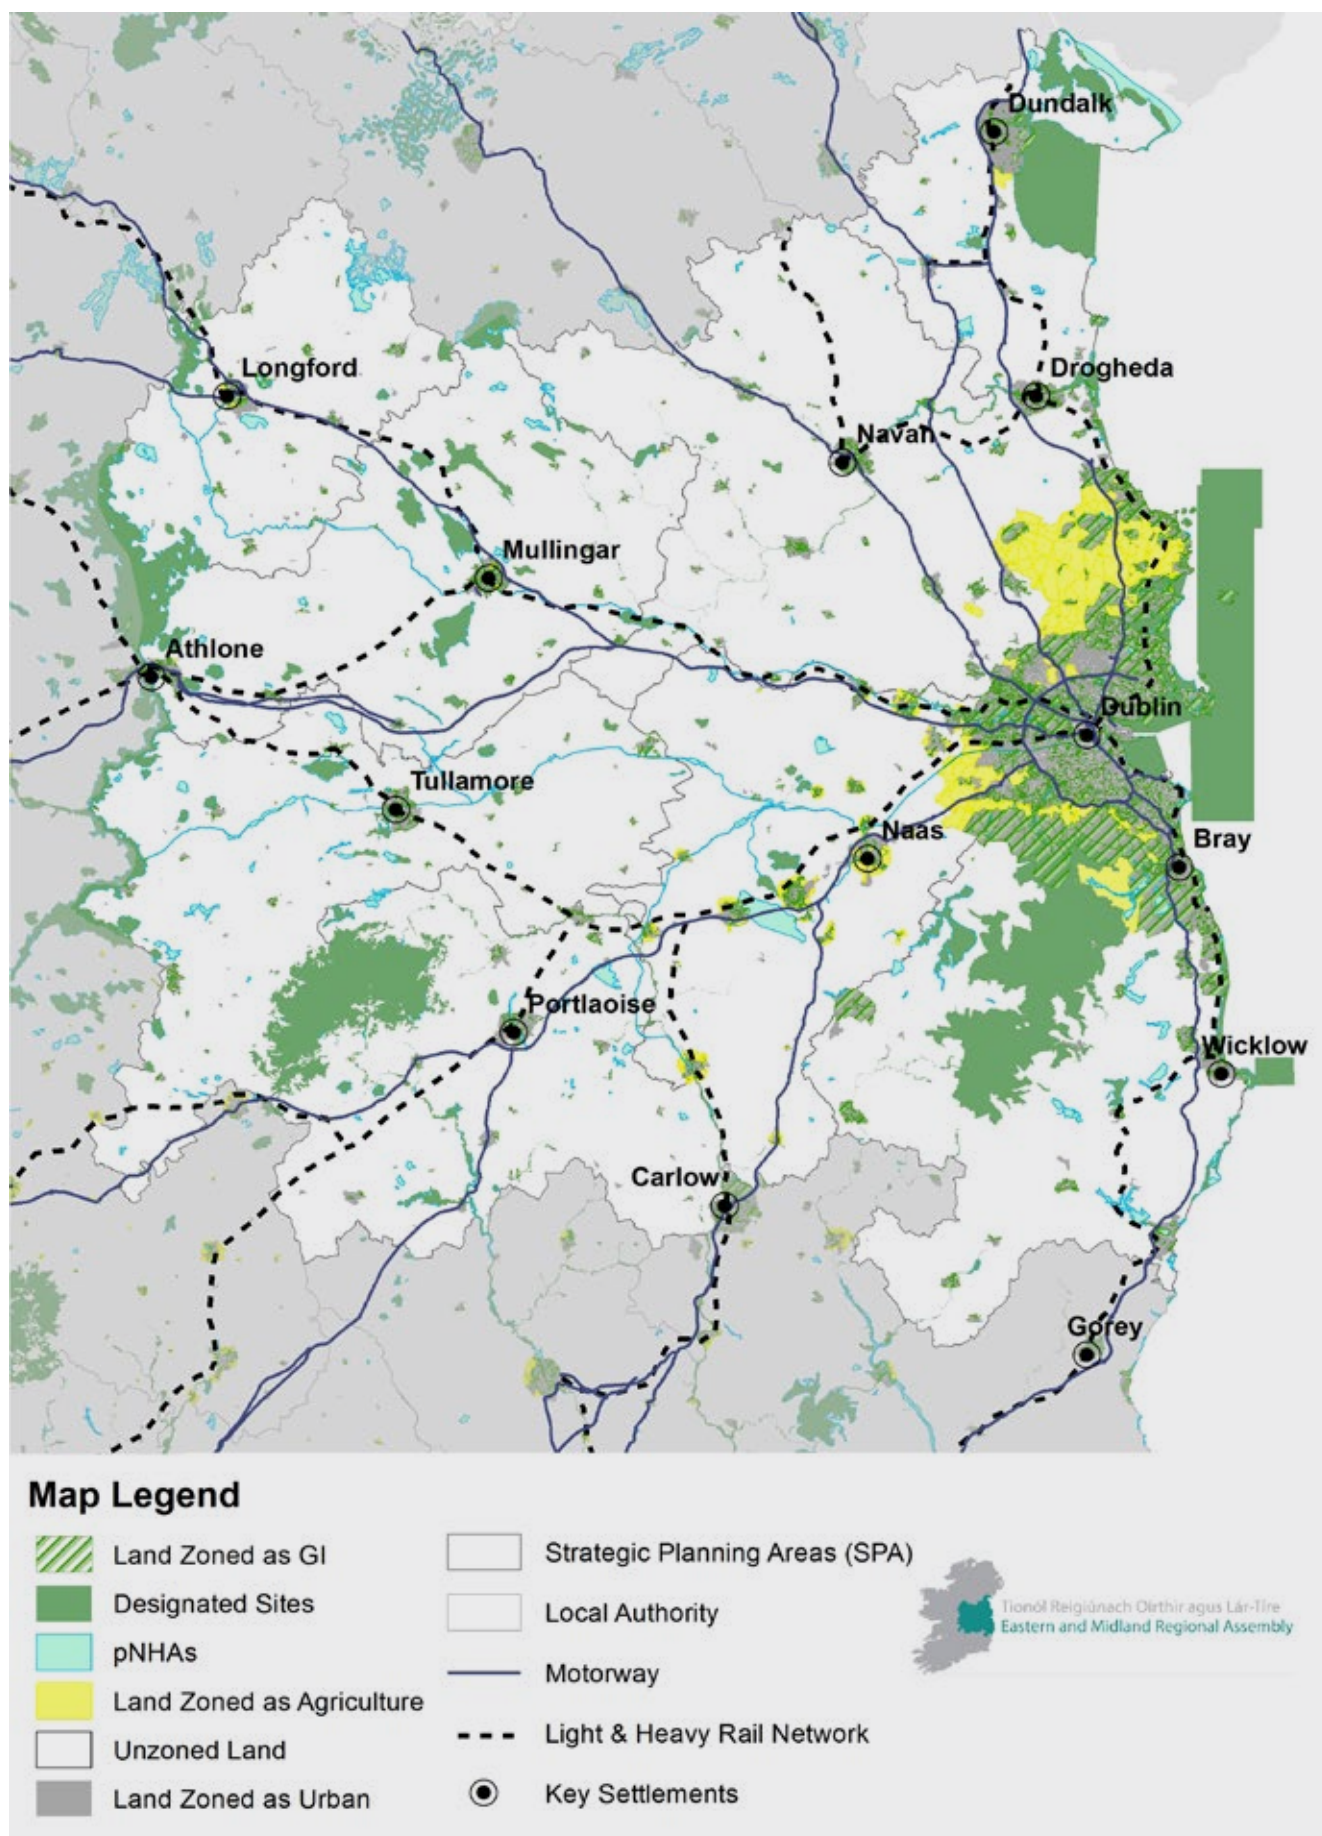 Dundalk
Longford
Drogheda
Navan
Mullingar
Athlone
Dublin
Tullamore
Naas
Bray
Portlaoise
Wicklow
Carlow
Gorey
Map Legend
Land Zoned as GI
Designated Sites
pNHAs
Land Zoned as Agriculture
Unzoned Land
Land Zoned as Urban
Strategic Planning Areas (SPA)
Local Authority
Motorway
Light & Heavy Rail Network
Key Settlements
Tionól Réigiúnach Oirthir agus Lár-Tíre
Eastern and Midland Regional Assembly